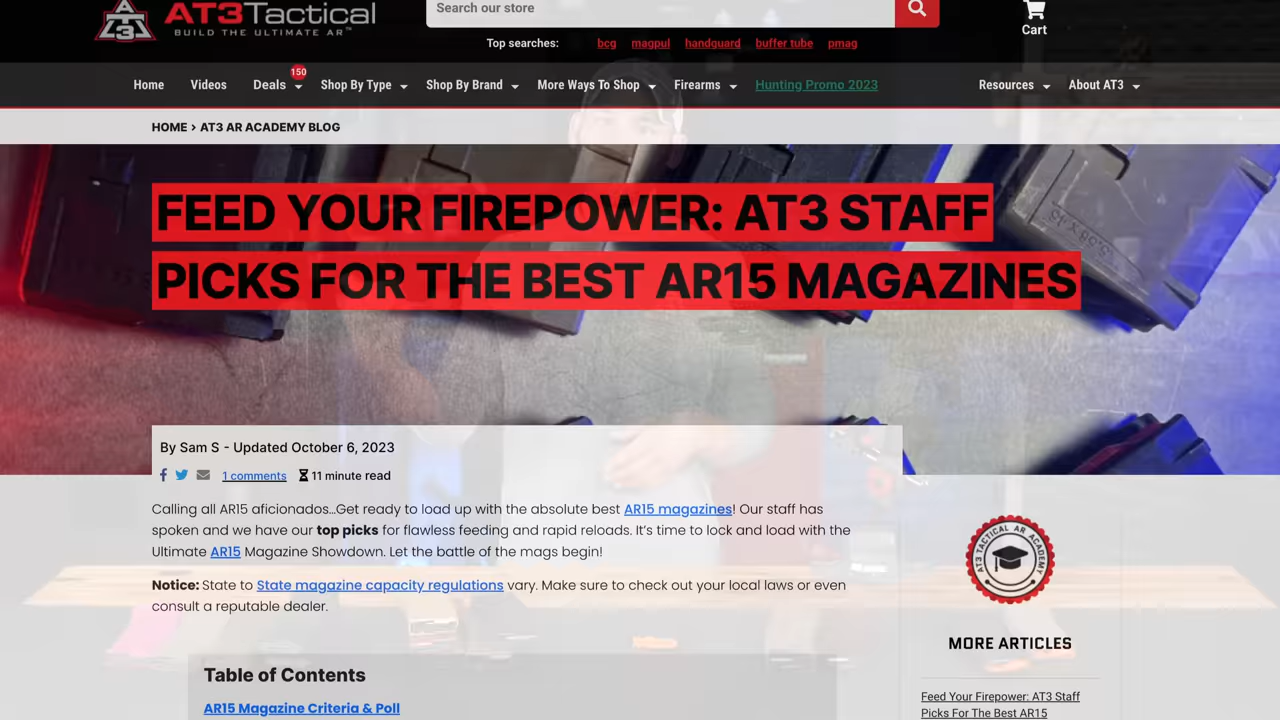 AT3Tactical
BUILD THE ULTIMATE AR™
Search our store
Cart
Top searches: bcg magpul handguard buffer tube pmag
150
Home Videos Deals Shop By Type Shop By Brand More Ways To Shop Firearms Hunting Promo 2023 Resources About AT3
HOME > AT3 AR ACADEMY BLOG
FEED YOUR FIREPOWER: AT3 STAFF
PICKS FOR THE BEST AR15 MAGAZINES
By Sam S - Updated October 6, 2023
1 comments 11 minute read
Calling all AR15 aficionados...Get ready to load up with the absolute best AR15 magazines! Our staff has
spoken and we have our top picks for flawless feeding and rapid reloads. It's time to lock and load with the
Ultimate AR15 Magazine Showdown. Let the battle of the mags begin!
Notice: State to State magazine capacity regulations vary. Make sure to check out your local laws or even
consult a reputable dealer.
AT3 TACTICAL AR ACADEMY
MORE ARTICLES
Table of Contents
AR15 Magazine Criteria & Poll
Feed Your Firepower: AT3 Staff
Picks For The Best AR15